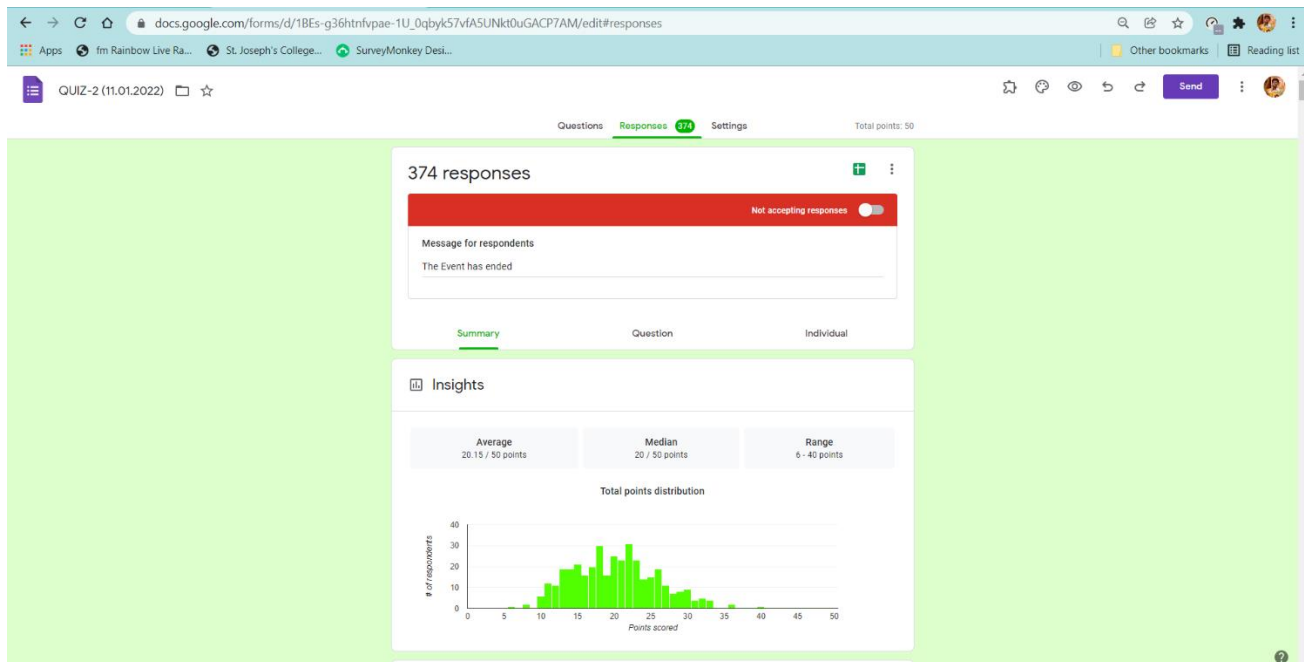 docs.google.com/forms/d/1BEs-g36htnfvpae-1U_0qbyk57vfA5UNkt0uGACP7AM/edit#responses
Apps fm Rainbow Live Ra... St. Joseph's College... SurveyMonkey Desi... Other bookmarks Reading list
QUIZ-2 (11.01.2022) Send
Questions Responses 374 Settings Total points: 50
374 responses
Not accepting responses
Message for respondents
The Event has ended
Summary Question Individual
Insights
Average Median Range
20.15 / 50 points 20 / 50 points 6 - 40 points
Total points distribution
# of respondents
40
30
20
10
0
0 5 10 15 20 25 30 35 40 45 50
Points scored